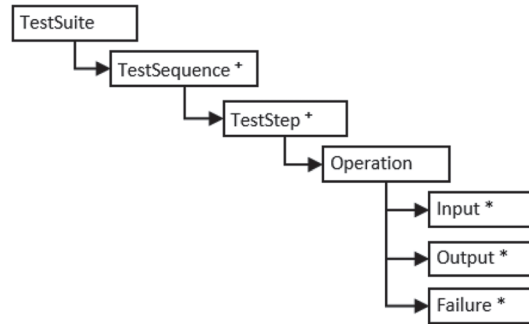 TestSuite
TestSequence +
TestStep +
Operation
Input *
Output *
Failure *